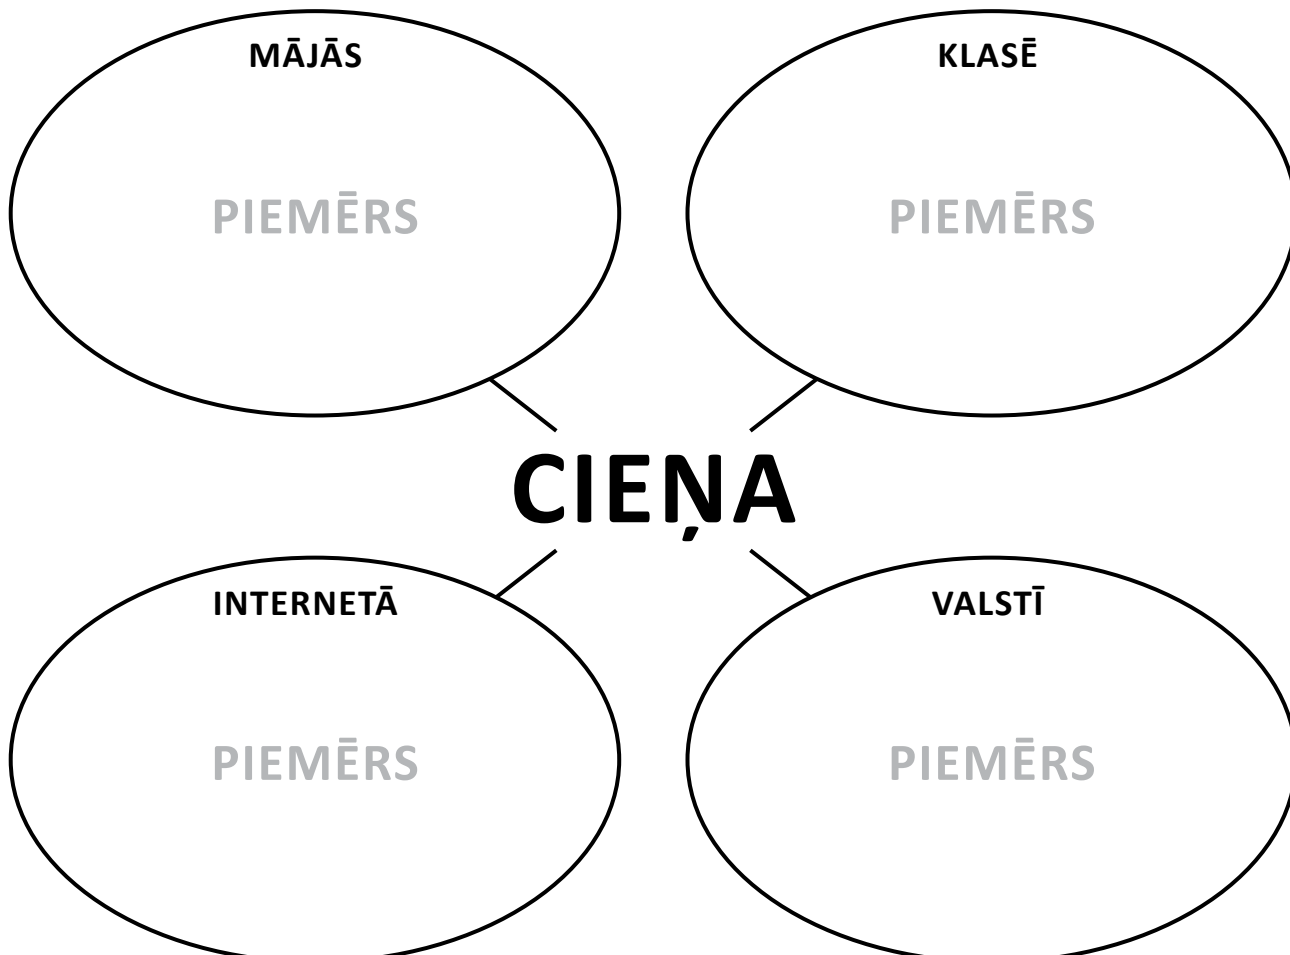 MĀJĀS
KLASĒ
PIEMĒRS
PIEMĒRS
CIEŅA
INTERNETĀ
VALSTĪ
PIEMĒRS
PIEMĒRS